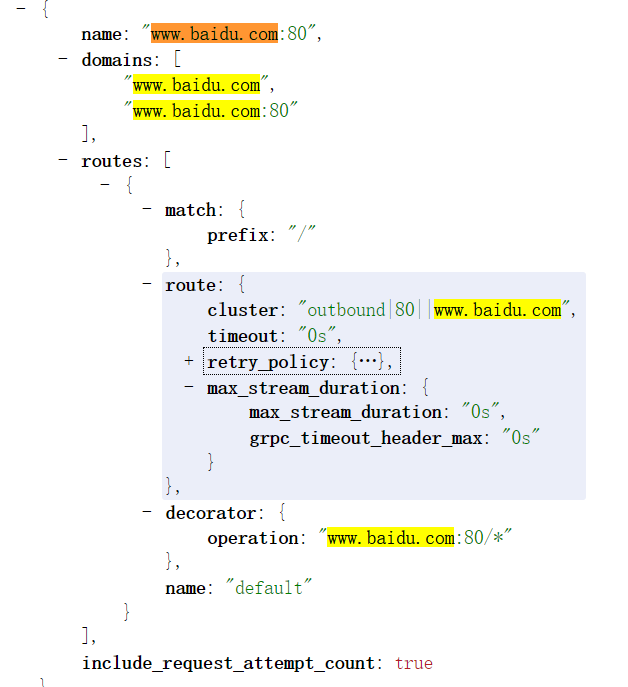 - {
name: "www.baidu.com:80",
- domains: [
"www.baidu.com",
"www.baidu.com:80"
],
- routes: [
- {
- match: {
prefix: "/"
},
- route: {
cluster: "outbound|80||www.baidu.com",
timeout: "0s",
+ retry_policy: {…},
- max_stream_duration: {
max_stream_duration: "0s",
grpc_timeout_header_max: "0s"
}
},
- decorator: {
operation: "www.baidu.com:80/*"
},
name: "default"
}
],
include_request_attempt_count: true
}